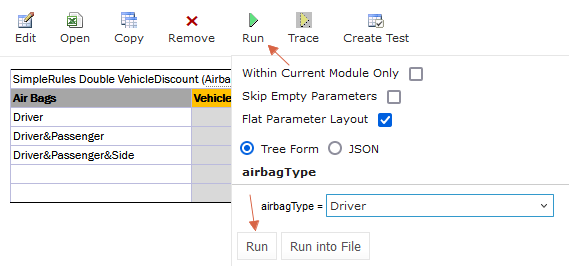 Edit Open Copy Remove Run Trace Create Test
SimpleRules Double VehicleDiscount (Airba
Air Bags Vehicle
Driver
Driver&Passenger
Driver&Passenger&Side
Within Current Module Only
Skip Empty Parameters
Flat Parameter Layout
Tree Form JSON
airbagType
airbagType = Driver
Run Run into File